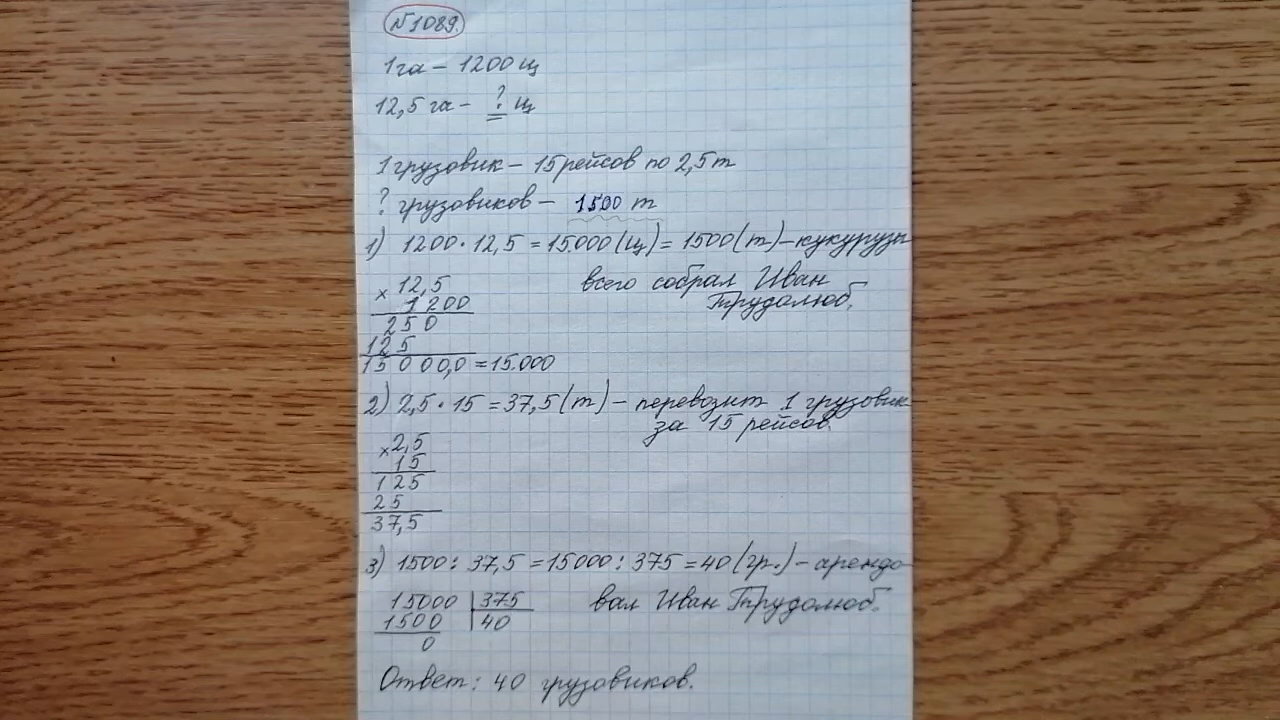 №1089.
1га – 1200 ц
12,5 га – ? ц
1 грузовик – 15 рейсов по 2,5 т
? грузовиков – 1500 т
1) 1200 · 12,5 = 15.000 (ц) = 1500 (т) – кукурузы
всего собрал Иван
Трудолюб.
× 12,5
1200
250
125
15000,0 = 15.000
2) 2,5 · 15 = 37,5 (т) – перевозит 1 грузовик
за 15 рейсов.
× 2,5
15
125
25
37,5
3) 1500 : 37,5 = 15000 : 375 = 40 (гр.) – арендо
вал Иван Трудолюб.
15000 | 375
1500 | 40
0
Ответ: 40 грузовиков.